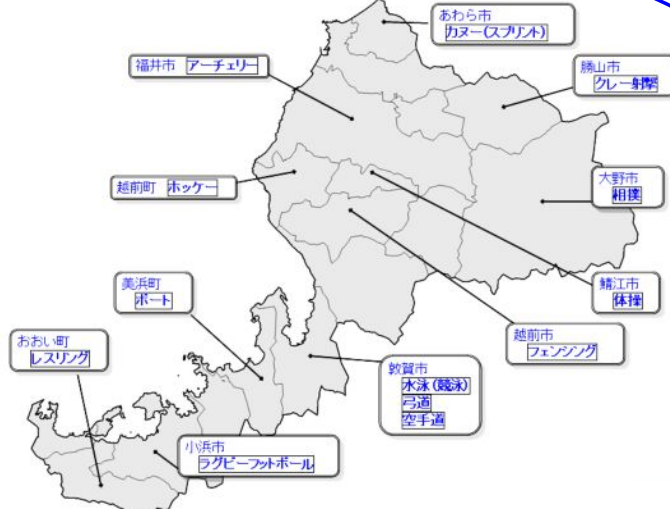 あわら市
カヌー(スプリント)
福井市 アーチェリー
勝山市
クレー射撃
越前町 ホッケー
大野市
相撲
鯖江市
体操
美浜町
ボート
越前市
フェンシング
おおい町
レスリング
敦賀市
水泳(競泳)
弓道
空手道
小浜市
ラグビーフットボール